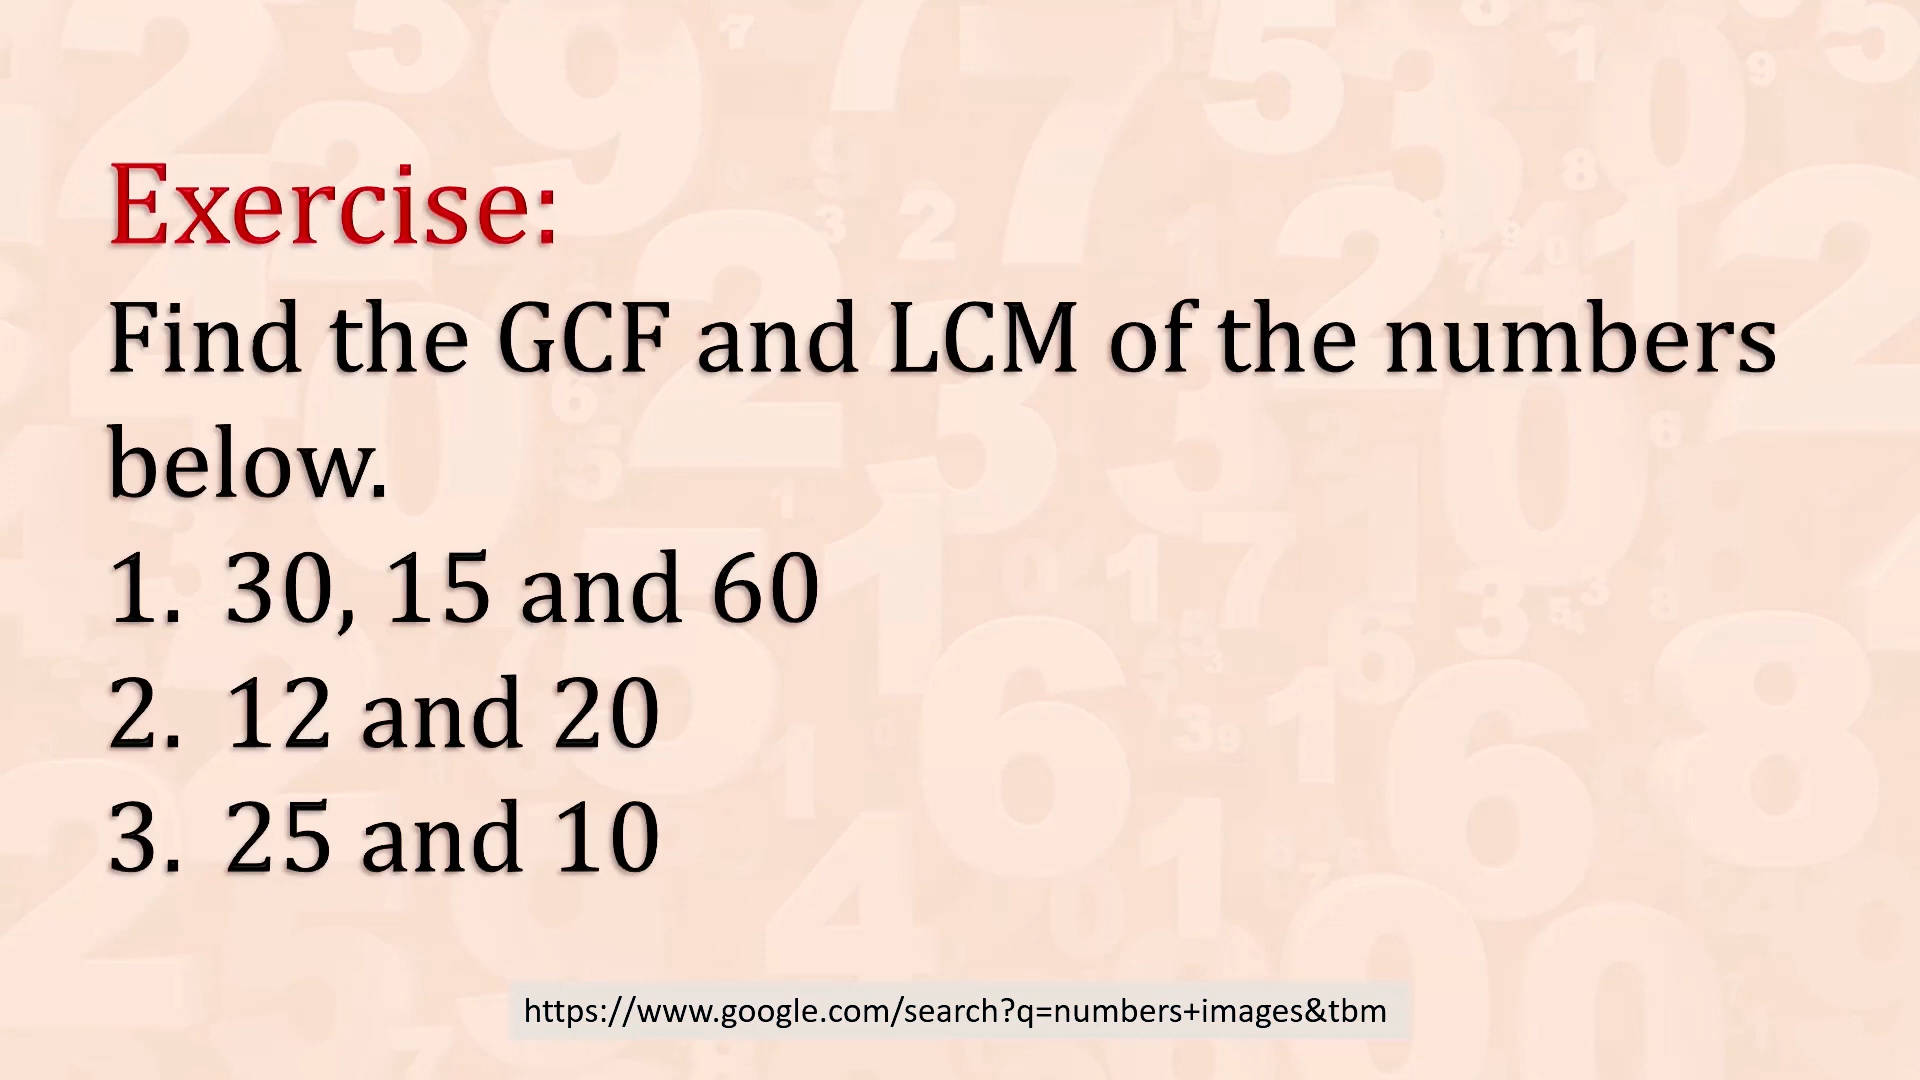 Exercise:
Find the GCF and LCM of the numbers
below.
1. 30, 15 and 60
2. 12 and 20
3. 25 and 10
https://www.google.com/search?q=numbers+images&tbm